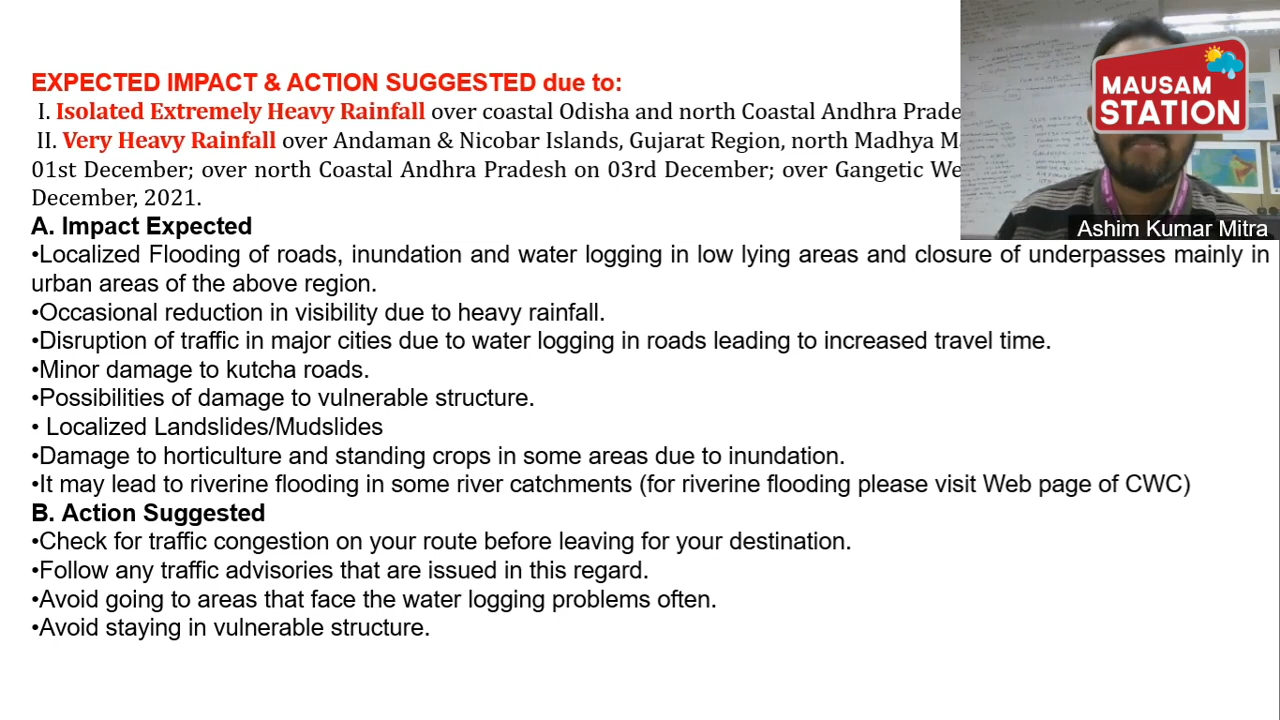 EXPECTED IMPACT & ACTION SUGGESTED due to:
I. Isolated Extremely Heavy Rainfall over coastal Odisha and north Coastal Andhra Prade
II. Very Heavy Rainfall over Andaman & Nicobar Islands, Gujarat Region, north Madhya M
01st December; over north Coastal Andhra Pradesh on 03rd December; over Gangetic We
December, 2021.
MAUSAM
STATION
Ashim Kumar Mitra
A. Impact Expected
•Localized Flooding of roads, inundation and water logging in low lying areas and closure of underpasses mainly in
urban areas of the above region.
•Occasional reduction in visibility due to heavy rainfall.
•Disruption of traffic in major cities due to water logging in roads leading to increased travel time.
•Minor damage to kutcha roads.
•Possibilities of damage to vulnerable structure.
• Localized Landslides/Mudslides
•Damage to horticulture and standing crops in some areas due to inundation.
•It may lead to riverine flooding in some river catchments (for riverine flooding please visit Web page of CWC)
B. Action Suggested
•Check for traffic congestion on your route before leaving for your destination.
•Follow any traffic advisories that are issued in this regard.
•Avoid going to areas that face the water logging problems often.
•Avoid staying in vulnerable structure.